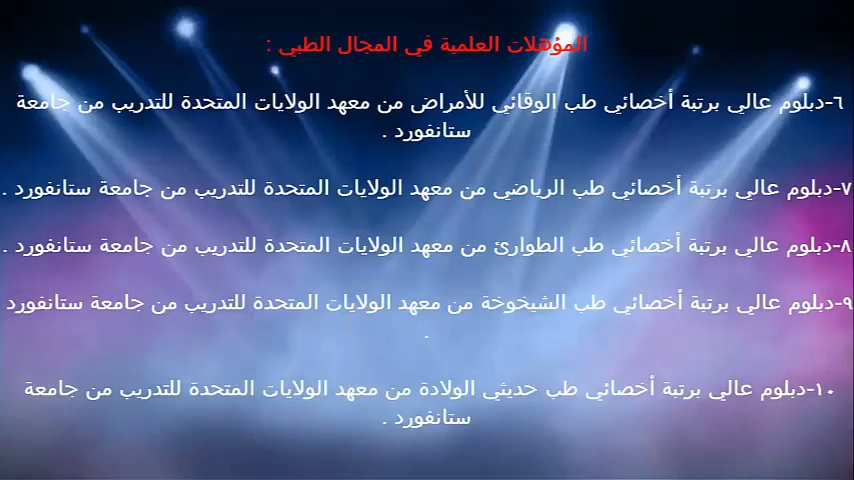 المؤهلات العلمية في المجال الطبي :
٦-دبلوم عالي برتبة أخصائي طب الوقائي للأمراض من معهد الولايات المتحدة للتدريب من جامعة
ستانفورد .
٧-دبلوم عالي برتبة أخصائي طب الرياضي من معهد الولايات المتحدة للتدريب من جامعة ستانفورد .
٨-دبلوم عالي برتبة أخصائي طب الطوارئ من معهد الولايات المتحدة للتدريب من جامعة ستانفورد .
٩-دبلوم عالي برتبة أخصائي طب الشيخوخة من معهد الولايات المتحدة للتدريب من جامعة ستانفورد
.
١٠-دبلوم عالي برتبة أخصائي طب حديثي الولادة من معهد الولايات المتحدة للتدريب من جامعة
ستانفورد .